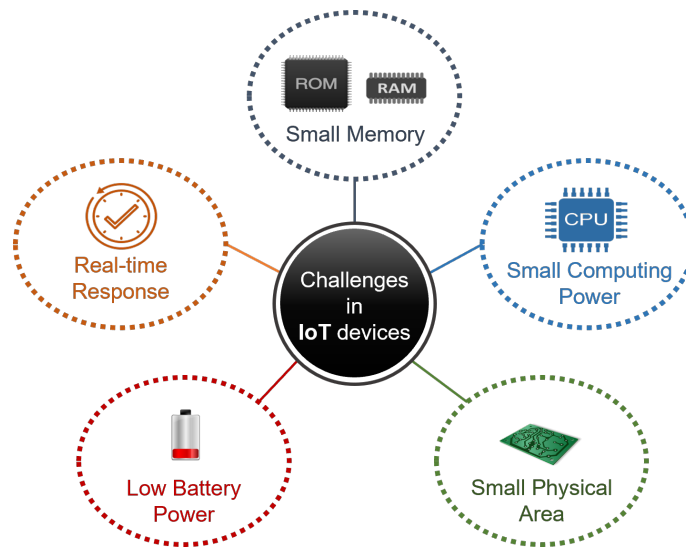 ROM
RAM
Small Memory
Real-time
Response
CPU
Small Computing
Power
Challenges
in
IoT devices
Low Battery
Power
Small Physical
Area